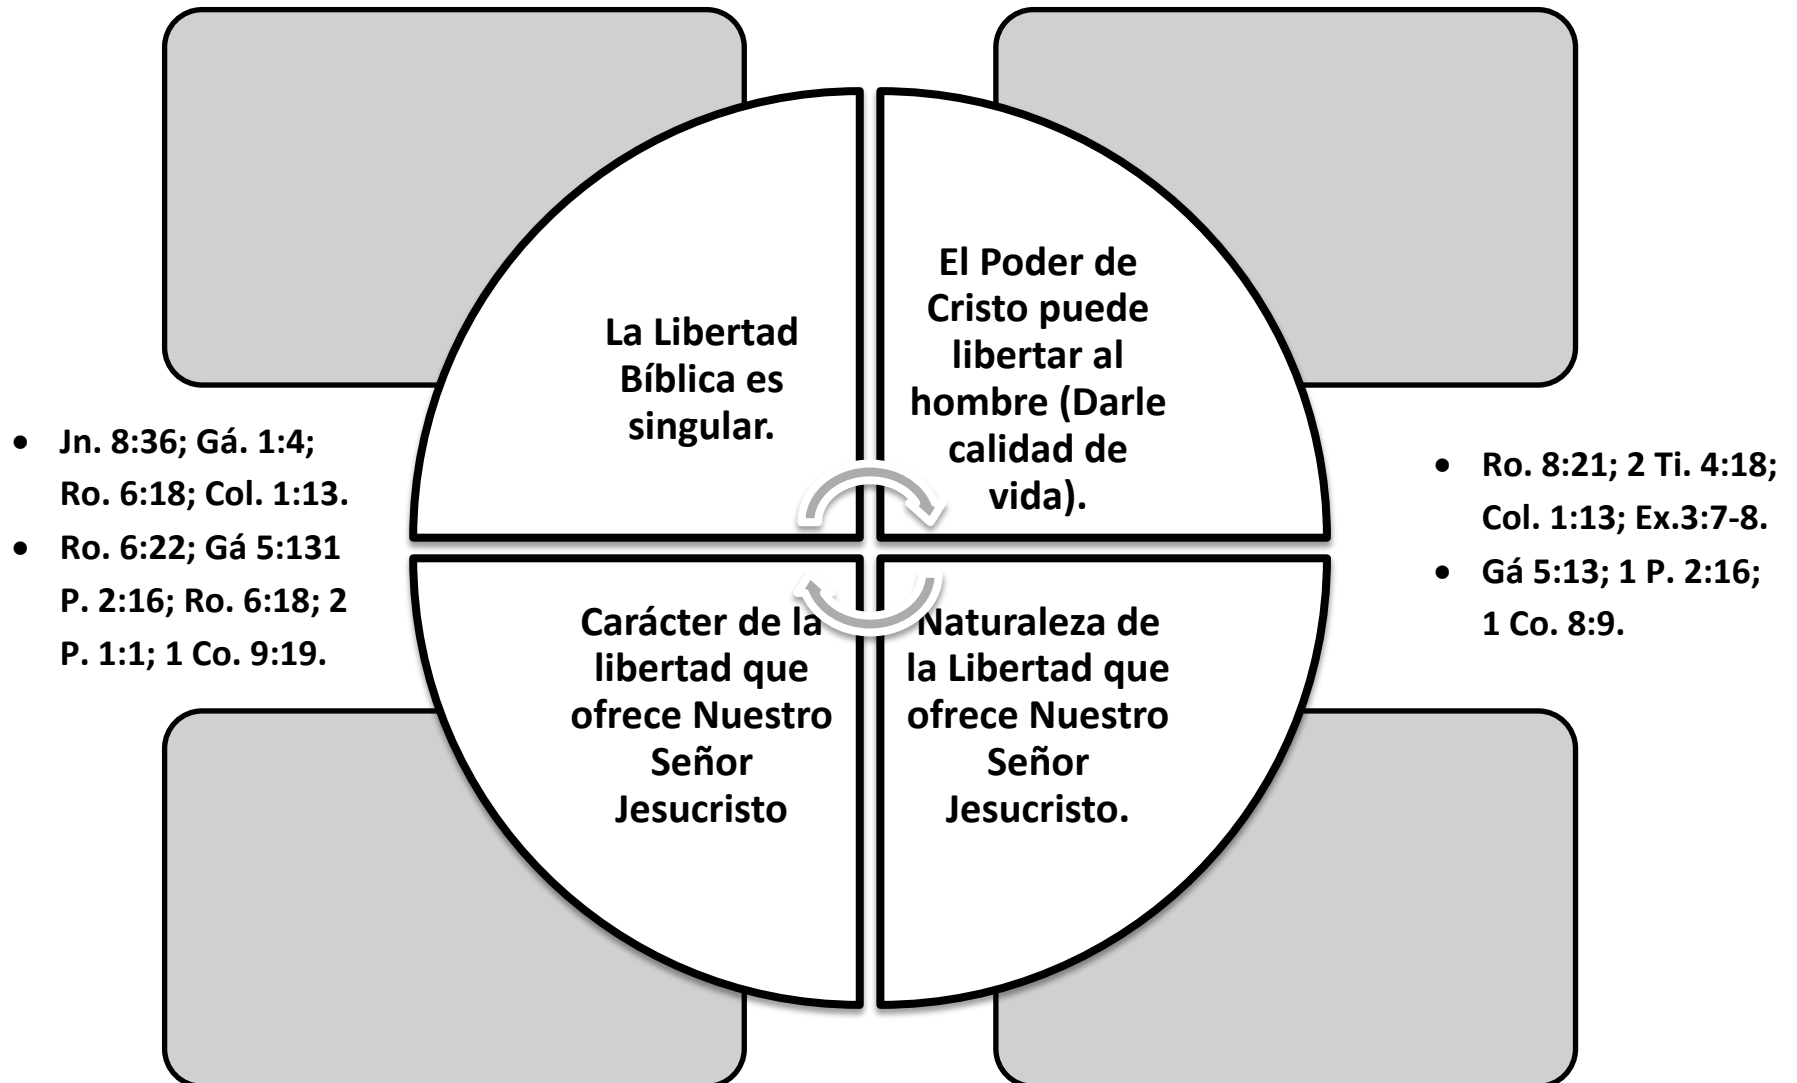 La Libertad
Bíblica es
singular.
El Poder de
Cristo puede
libertar al
hombre (Darle
calidad de
vida).
• Jn. 8:36; Gá. 1:4;
Ro. 6:18; Col. 1:13.
• Ro. 6:22; Gá 5:131
P. 2:16; Ro. 6:18; 2
P. 1:1; 1 Co. 9:19.
• Ro. 8:21; 2 Ti. 4:18;
Col. 1:13; Ex.3:7-8.
• Gá 5:13; 1 P. 2:16;
1 Co. 8:9.
Carácter de la
libertad que
ofrece Nuestro
Señor
Jesucristo
Naturaleza de
la Libertad que
ofrece Nuestro
Señor
Jesucristo.